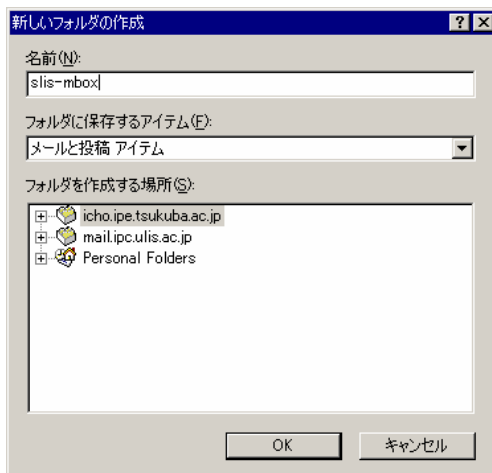 新しいフォルダの作成
名前(N):
slis-mbox
フォルダに保存するアイテム(F):
メールと投稿 アイテム
フォルダを作成する場所(S):
icho.ipe.tsukuba.ac.jp
mail.ipc.ulis.ac.jp
Personal Folders
OK キャンセル